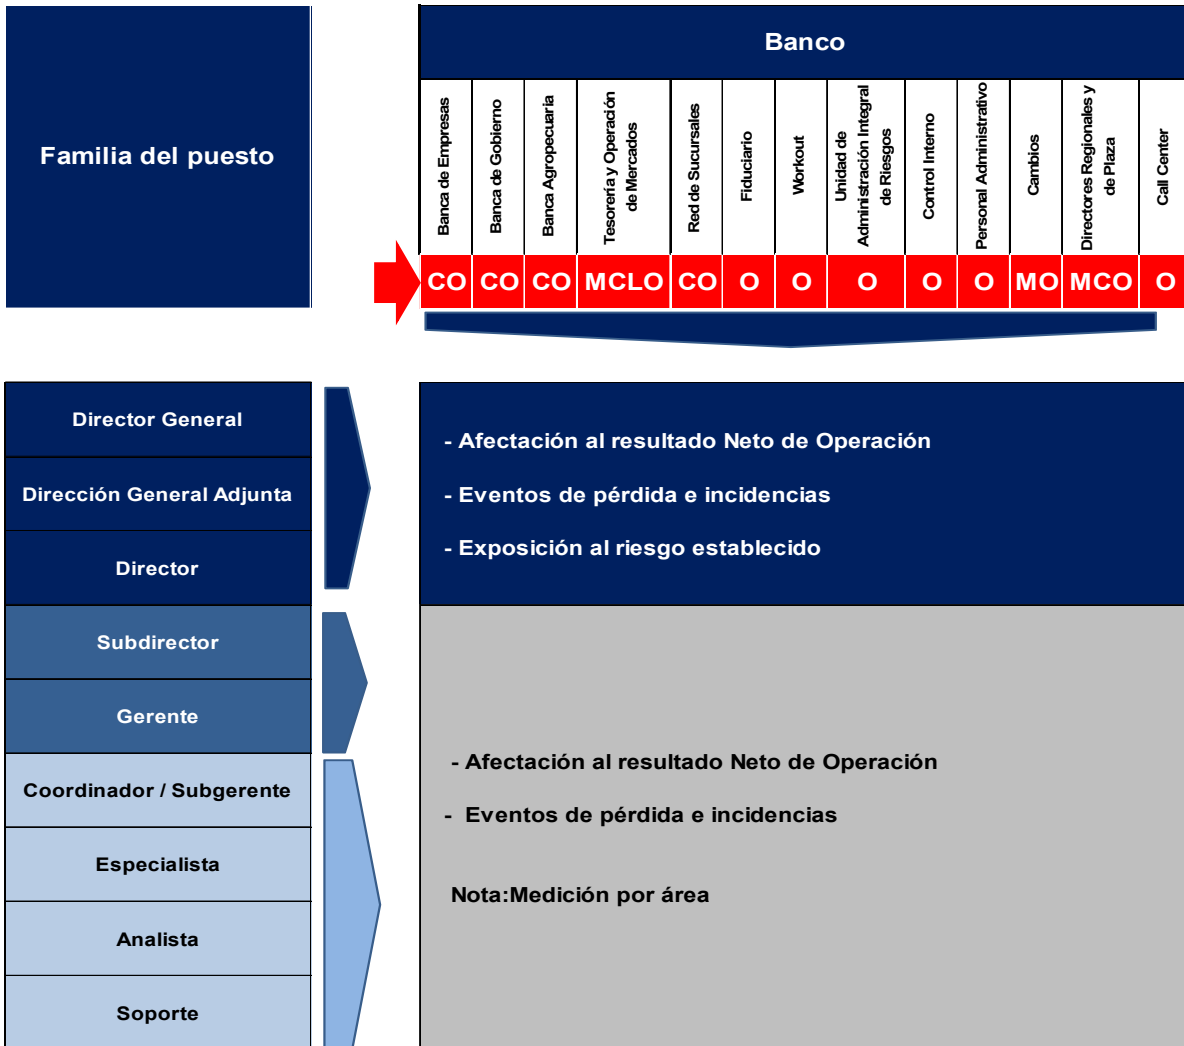 Familia del puesto
Banco
Banca de Empresas
Banca de Gobierno
Banca Agropecuaria
Tesorería y Operación
de Mercados
Red de Sucursales
Fiduciario
Workout
Unidad de
Administración Integral
de Riesgos
Control Interno
Personal Administrativo
Cambios
Directores Regionales y
de Plaza
Call Center
CO CO CO MCLO CO O O O O O MO MCO O
Director General
Dirección General Adjunta
Director
- Afectación al resultado Neto de Operación
- Eventos de pérdida e incidencias
- Exposición al riesgo establecido
Subdirector
Gerente
Coordinador / Subgerente
Especialista
Analista
Soporte
- Afectación al resultado Neto de Operación
- Eventos de pérdida e incidencias
Nota:Medición por área